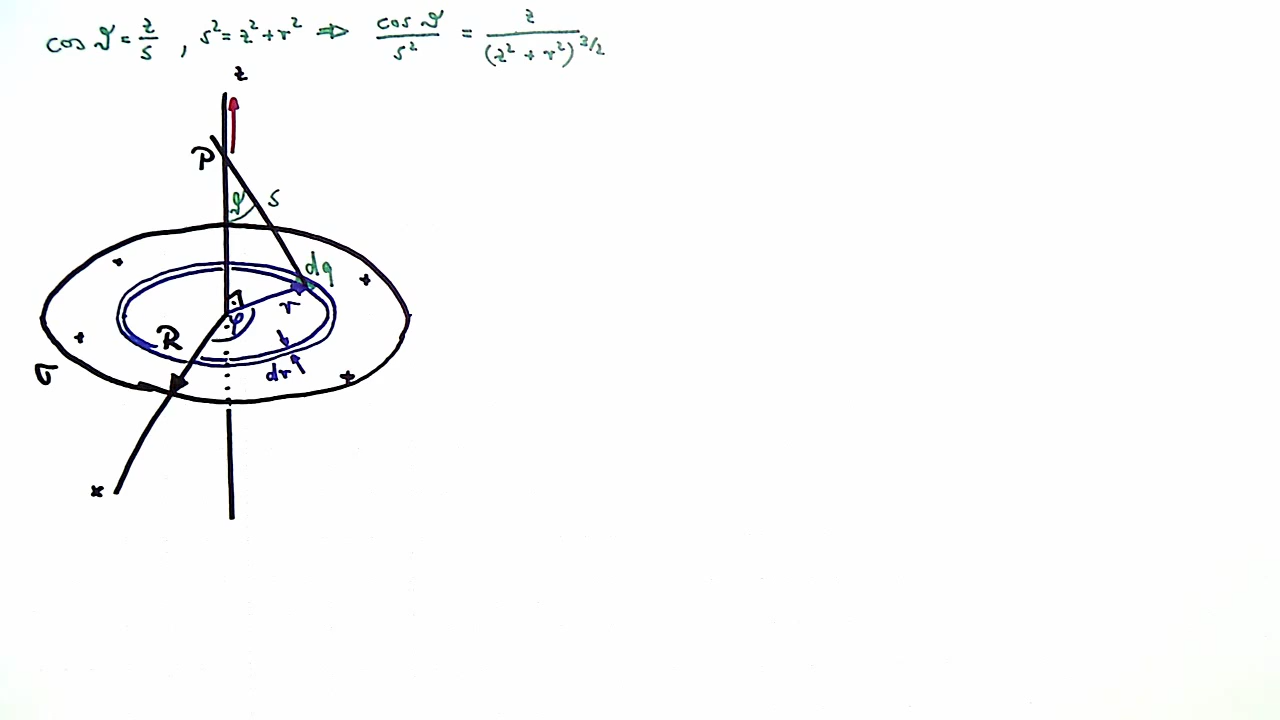 cos ϑ = z/s , s² = z² + r² ⇒ cos ϑ / s² = z / (z² + r²)^3/2
z
P
ϑ s
dq
+ +
r
φ
R
+
dr
σ +
x